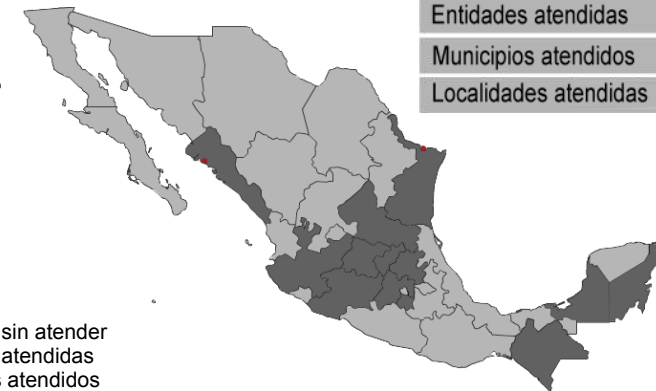 Entidades atendidas
Municipios atendidos
Localidades atendidas
sin atender
atendidas
atendidos